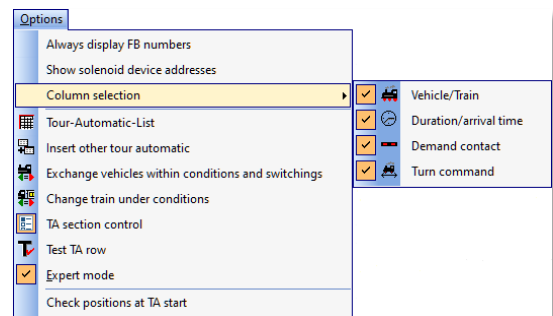 Options
Always display FB numbers
Show solenoid device addresses
Column selection
Vehicle/Train
Duration/arrival time
Demand contact
Turn command
Tour-Automatic-List
Insert other tour automatic
Exchange vehicles within conditions and switchings
Change train under conditions
TA section control
Test TA row
Expert mode
Check positions at TA start